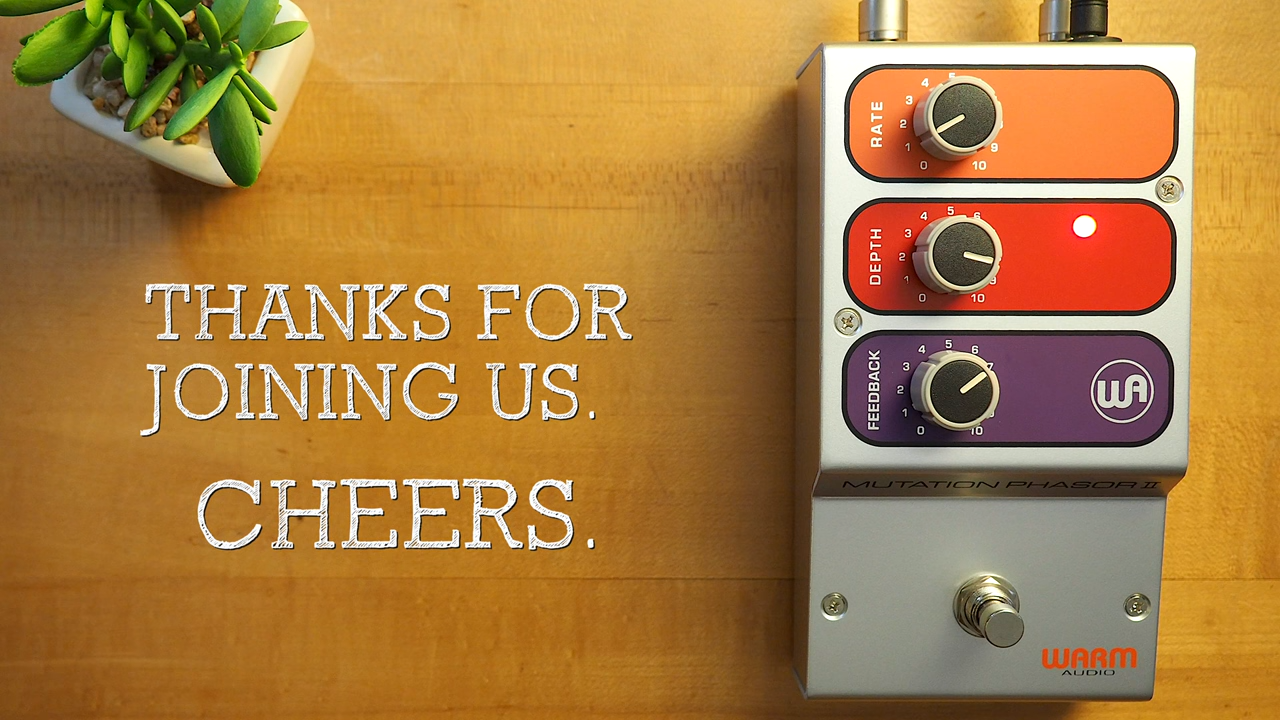 THANKS FOR
JOINING US.
CHEERS.
RATE
0 1 2 3 4 5 9 10
DEPTH
0 1 2 3 4 5 6 10
FEEDBACK
0 1 2 3 4 5 6 7 10
WA
MUTATION PHASOR II
WARM
AUDIO